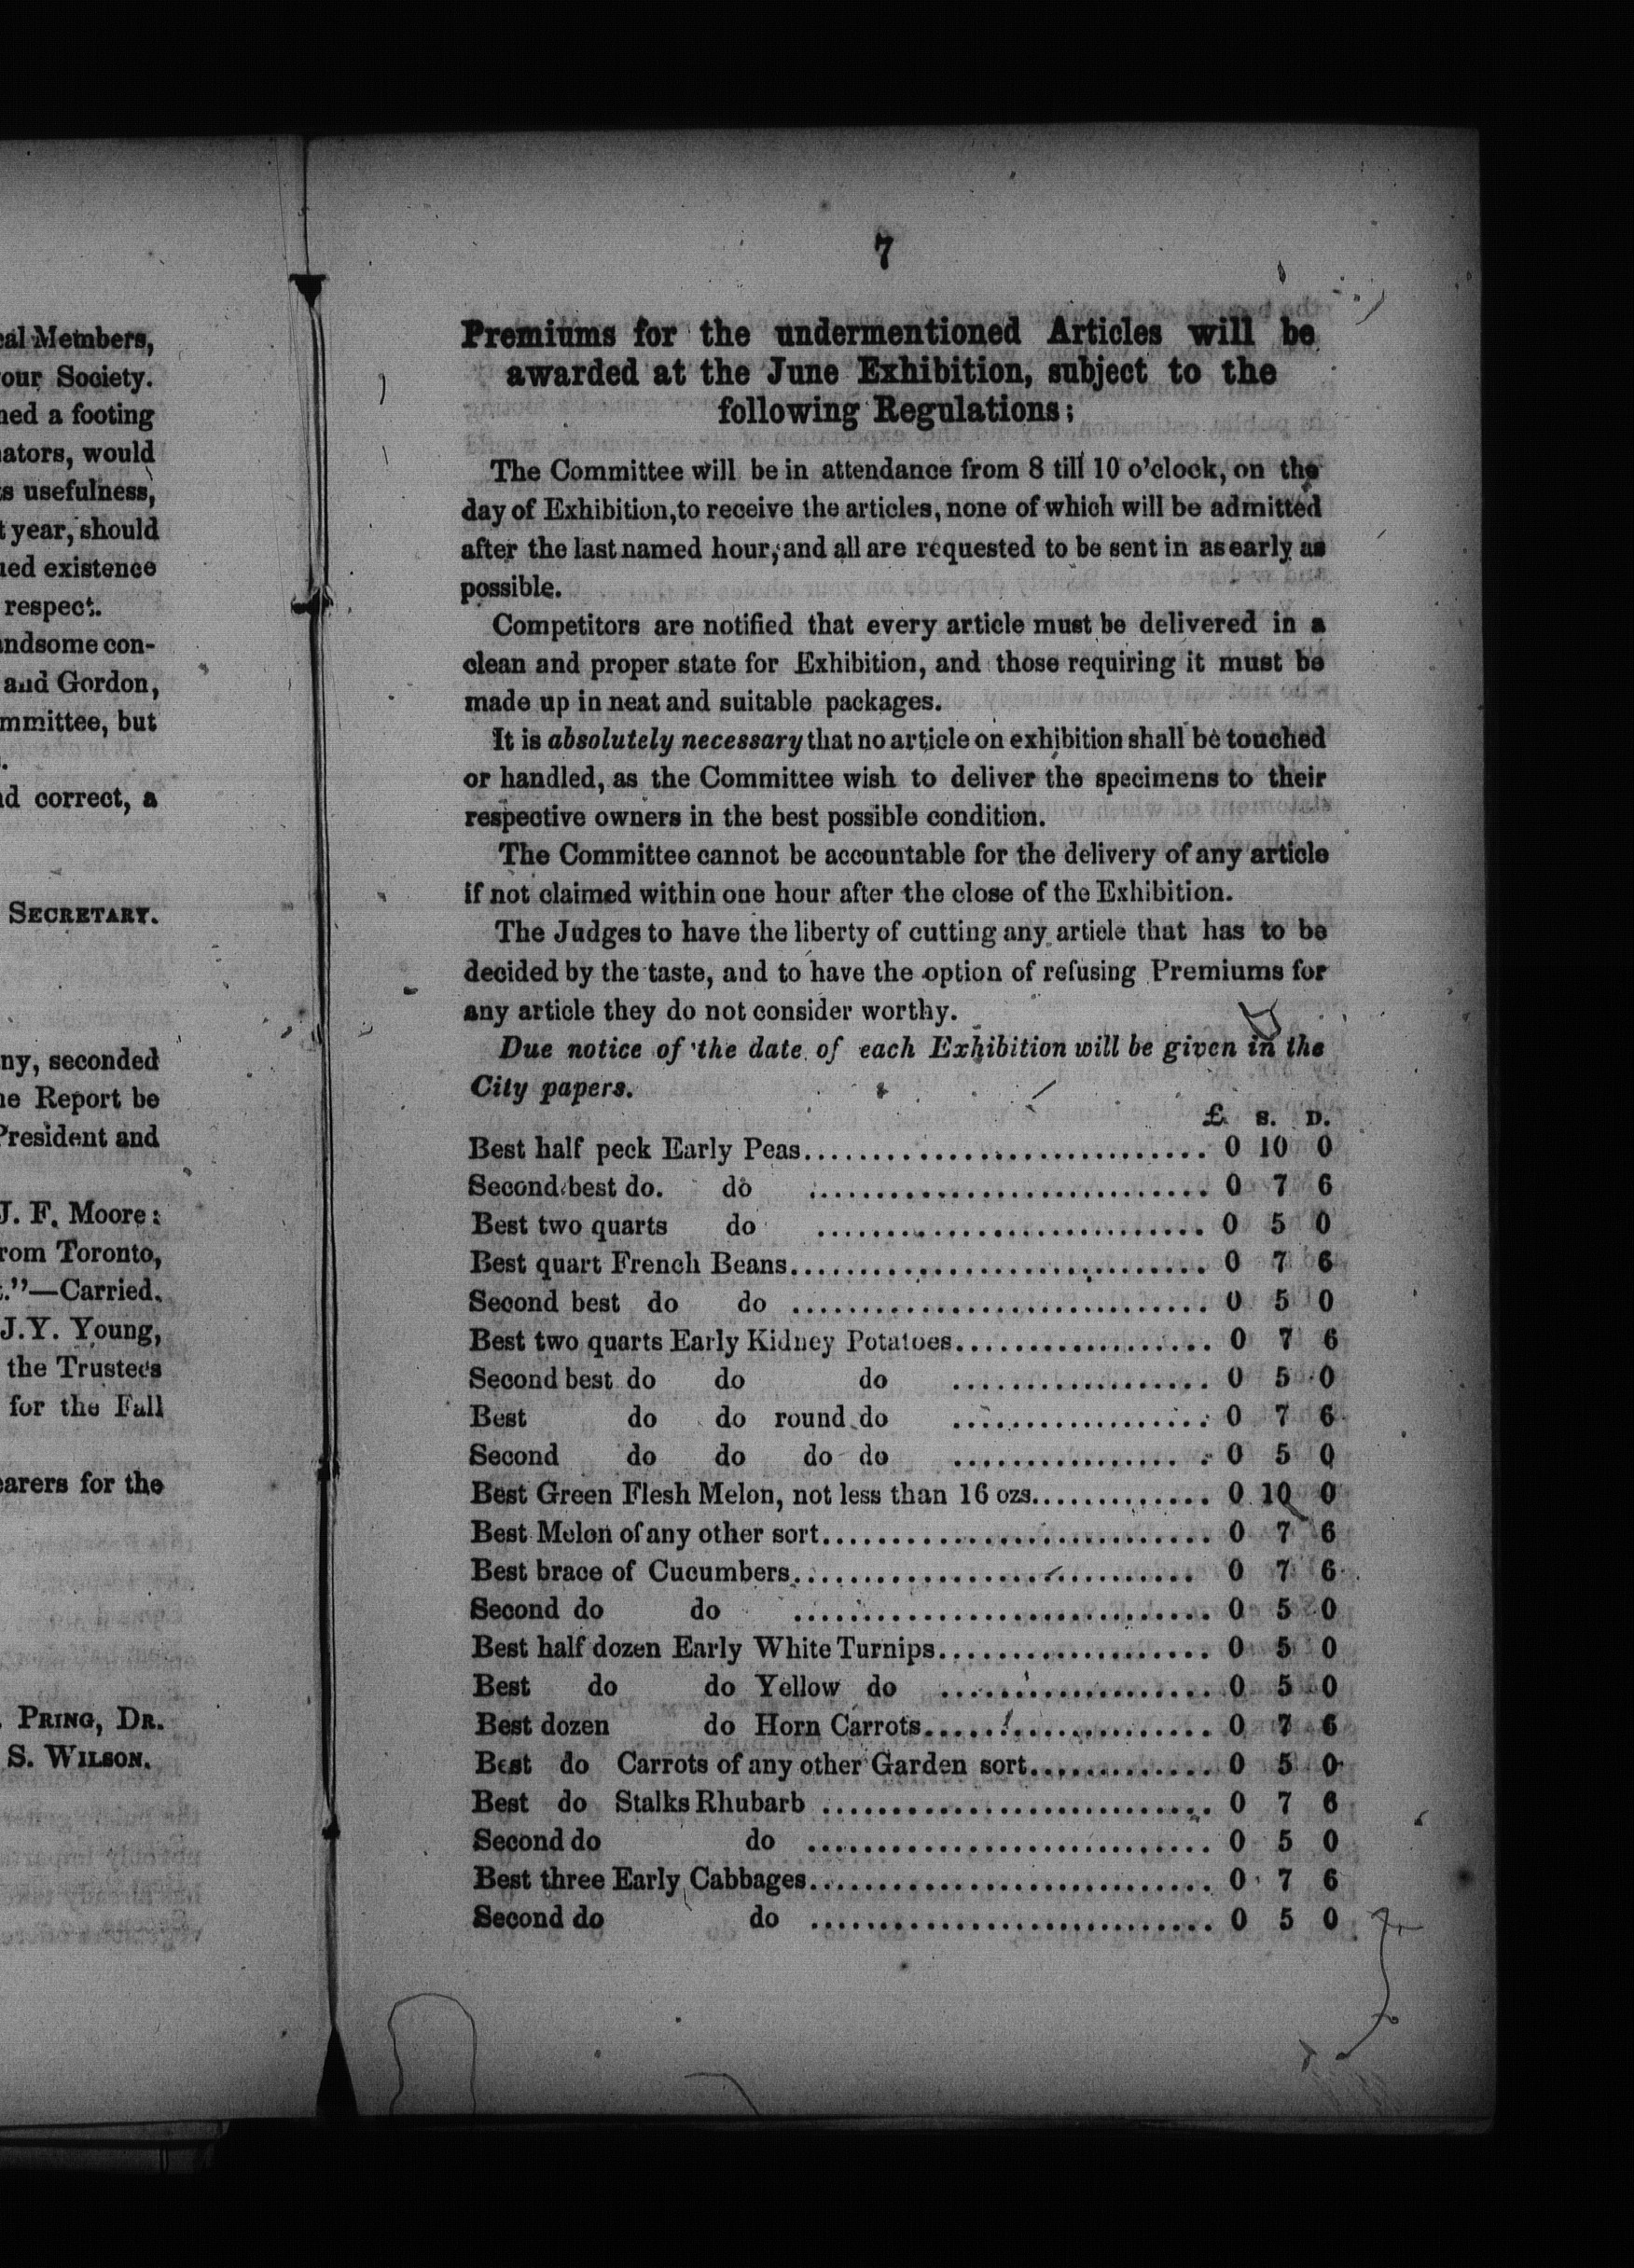 eal Members,
our Society.
ned a footing
ators, would
s usefulness,
t year, should
ued existence
respect.
andsome con-
and Gordon,
mmittee, but
d correct, a
SECRETARY.
ny, seconded
he Report be
President and
J. F. Moore:
rom Toronto,
."—Carried.
J.Y. Young,
the Trustees
for the Fall
earers for the
PRING, DR.
S. WILSON.
7
Premiums for the undermentioned Articles will be
awarded at the June Exhibition, subject to the
following Regulations:
The Committee will be in attendance from 8 till 10 o'clock, on the
day of Exhibition, to receive the articles, none of which will be admitted
after the last named hour; and all are requested to be sent in as early as
possible.
Competitors are notified that every article must be delivered in a
clean and proper state for Exhibition, and those requiring it must be
made up in neat and suitable packages.
It is absolutely necessary that no article on exhibition shall be touched
or handled, as the Committee wish to deliver the specimens to their
respective owners in the best possible condition.
The Committee cannot be accountable for the delivery of any article
if not claimed within one hour after the close of the Exhibition.
The Judges to have the liberty of cutting any article that has to be
decided by the taste, and to have the option of refusing Premiums for
any article they do not consider worthy.
Due notice of the date of each Exhibition will be given in the
City papers.
£ S. D.
Best half peck Early Peas.............................. 0 10 0
Second best do. do .............................. 0 7 6
Best two quarts do .............................. 0 5 0
Best quart French Beans.............................. 0 7 6
Second best do do .............................. 0 5 0
Best two quarts Early Kidney Potatoes................... 0 7 6
Second best do do do ................... 0 5 0
Best do do round do ................... 0 7 6
Second do do do do ................... 0 5 0
Best Green Flesh Melon, not less than 16 ozs............. 0 10 0
Best Melon of any other sort............................ 0 7 6
Best brace of Cucumbers............................ 0 7 6
Second do do .............................. 0 5 0
Best half dozen Early White Turnips.................... 0 5 0
Best do do Yellow do .................... 0 5 0
Best dozen do Horn Carrots...................... 0 7 6
Best do Carrots of any other Garden sort.............. 0 5 0
Best do Stalks Rhubarb ............................ 0 7 6
Second do do ............................ 0 5 0
Best three Early Cabbages............................ 0 7 6
Second do do ............................ 0 5 0